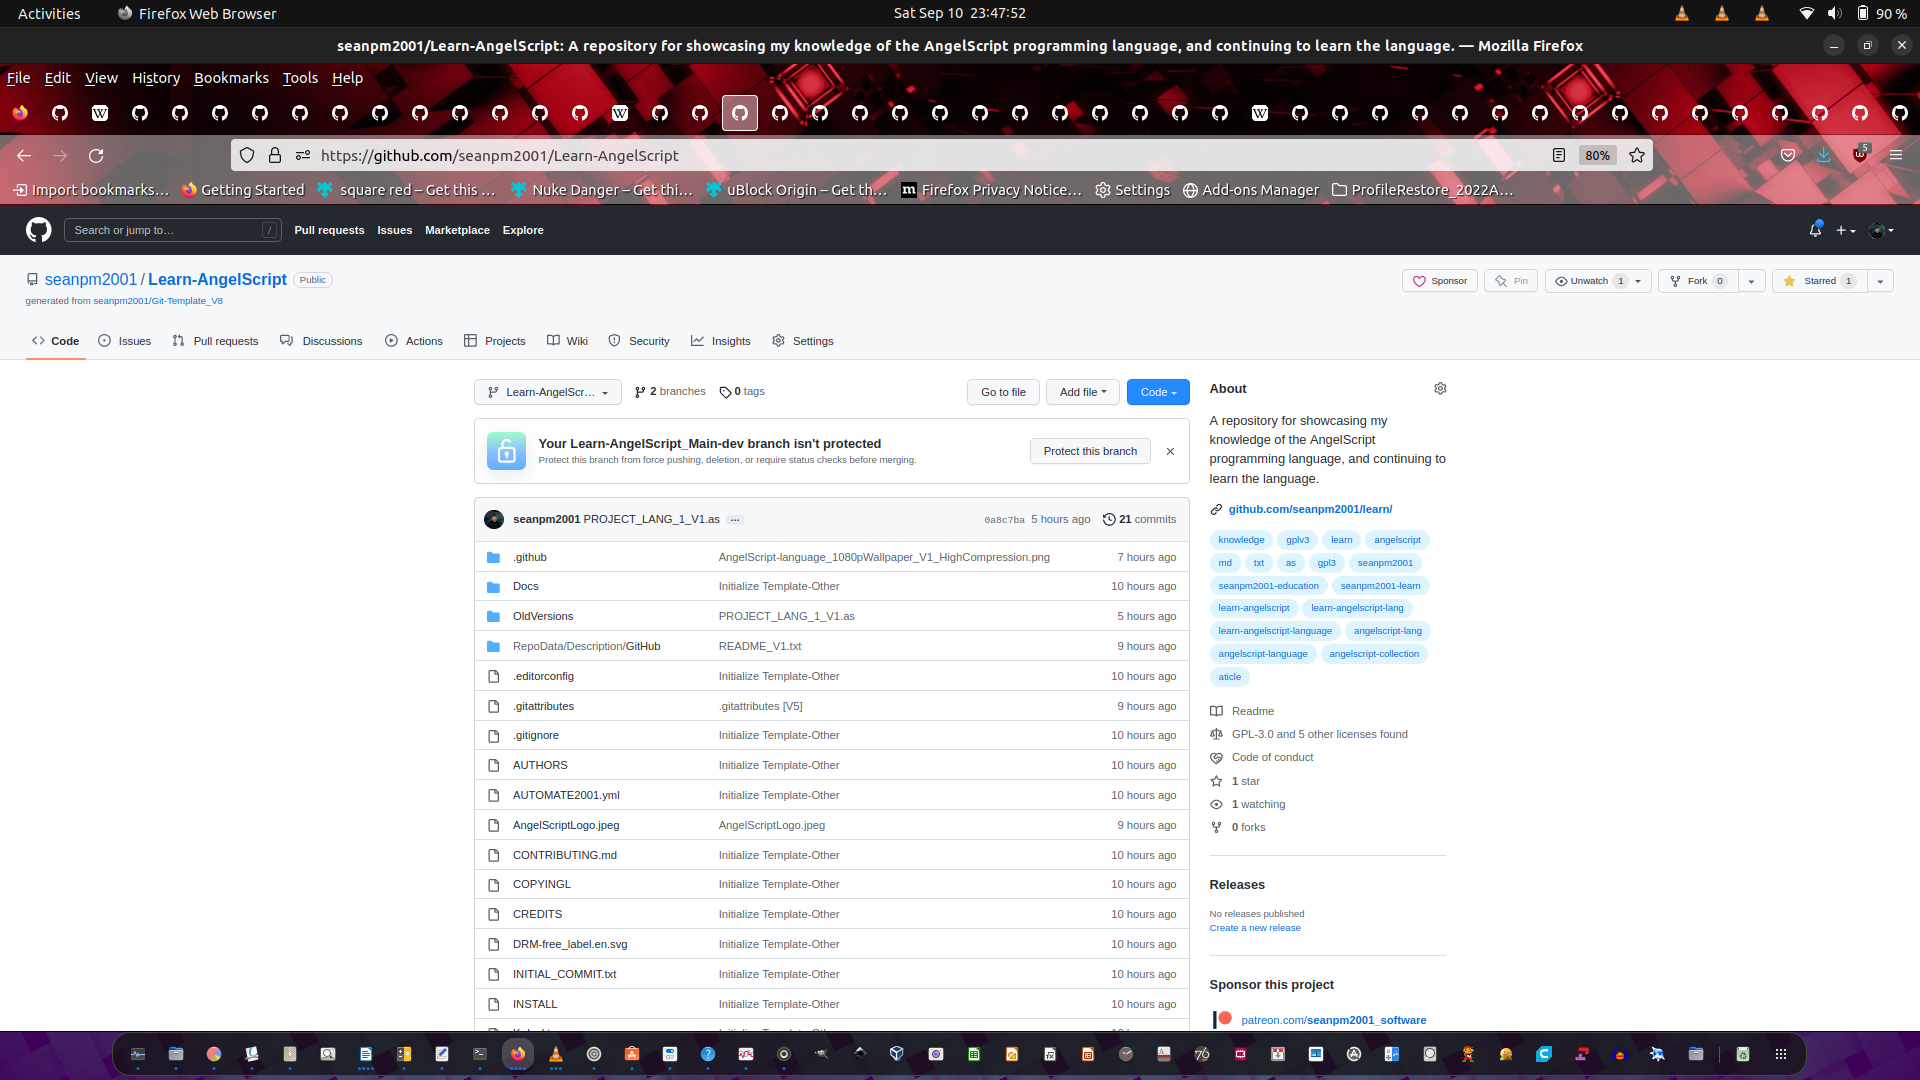 Activities
Firefox Web Browser
Sat Sep 10 23:47:52
90 %
seanpm2001/Learn-AngelScript: A repository for showcasing my knowledge of the AngelScript programming language, and continuing to learn the language. — Mozilla Firefox
File Edit View History Bookmarks Tools Help
https://github.com/seanpm2001/Learn-AngelScript
80%
5
Import bookmarks… Getting Started square red – Get this … Nuke Danger – Get thi… uBlock Origin – Get th… Firefox Privacy Notice… Settings Add-ons Manager ProfileRestore_2022A…
Search or jump to… /
Pull requests Issues Marketplace Explore
seanpm2001 / Learn-AngelScript Public
generated from seanpm2001/Git-Template_V8
Sponsor Pin Unwatch 1 Fork 0 Starred 1
Code Issues Pull requests Discussions Actions Projects Wiki Security Insights Settings
Learn-AngelScr… 2 branches 0 tags Go to file Add file Code
Your Learn-AngelScript_Main-dev branch isn't protected
Protect this branch from force pushing, deletion, or require status checks before merging.
Protect this branch
seanpm2001 PROJECT_LANG_1_V1.as … 0a8c7ba 5 hours ago 21 commits
.github AngelScript-language_1080pWallpaper_V1_HighCompression.png 7 hours ago
Docs Initialize Template-Other 10 hours ago
OldVersions PROJECT_LANG_1_V1.as 5 hours ago
RepoData/Description/GitHub README_V1.txt 9 hours ago
.editorconfig Initialize Template-Other 10 hours ago
.gitattributes .gitattributes [V5] 9 hours ago
.gitignore Initialize Template-Other 10 hours ago
AUTHORS Initialize Template-Other 10 hours ago
AUTOMATE2001.yml Initialize Template-Other 10 hours ago
AngelScriptLogo.jpeg AngelScriptLogo.jpeg 9 hours ago
CONTRIBUTING.md Initialize Template-Other 10 hours ago
COPYINGL Initialize Template-Other 10 hours ago
CREDITS Initialize Template-Other 10 hours ago
DRM-free_label.en.svg Initialize Template-Other 10 hours ago
INITIAL_COMMIT.txt Initialize Template-Other 10 hours ago
INSTALL Initialize Template-Other 10 hours ago
About
A repository for showcasing my
knowledge of the AngelScript
programming language, and continuing to
learn the language.
github.com/seanpm2001/learn/
knowledge gplv3 learn angelscript
md txt as gpl3 seanpm2001
seanpm2001-education seanpm2001-learn
learn-angelscript learn-angelscript-lang
learn-angelscript-language angelscript-lang
angelscript-language angelscript-collection
aticle
Readme
GPL-3.0 and 5 other licenses found
Code of conduct
1 star
1 watching
0 forks
Releases
No releases published
Create a new release
Sponsor this project
patreon.com/seanpm2001_software